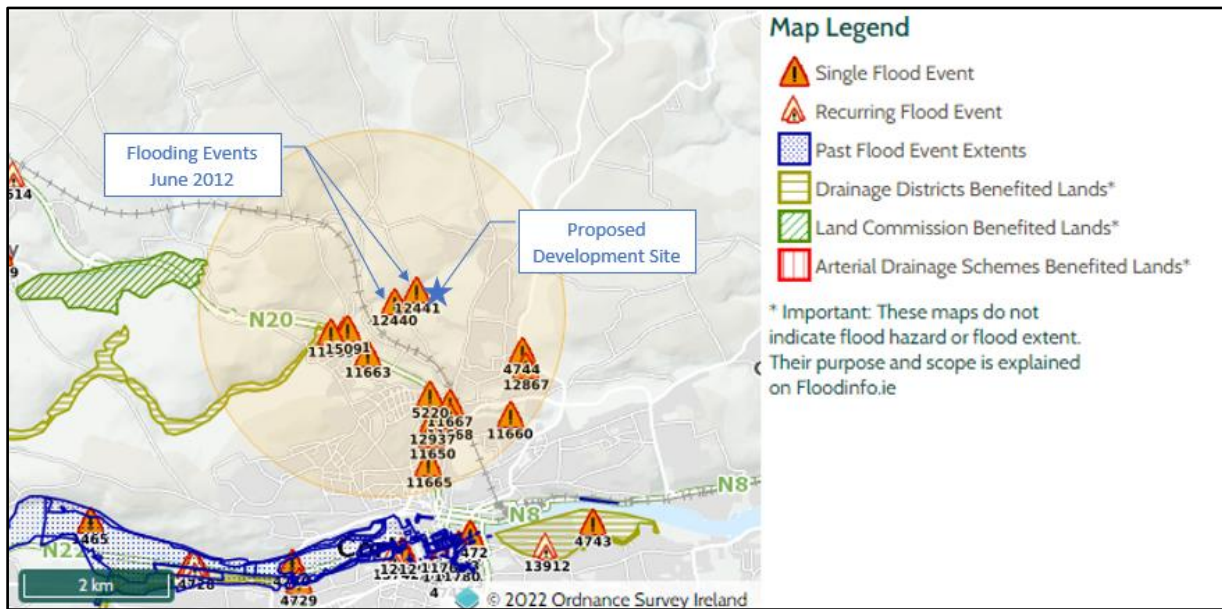 Map Legend
Single Flood Event
Recurring Flood Event
Past Flood Event Extents
Drainage Districts Benefited Lands*
Land Commission Benefited Lands*
Arterial Drainage Schemes Benefited Lands*
* Important: These maps do not
indicate flood hazard or flood extent.
Their purpose and scope is explained
on Floodinfo.ie
Flooding Events
June 2012
Proposed
Development Site
12441
12440
N20
15091
11663
4744
12867
5220
11667
12937
11660
11650
11665
N8
N8
4743
13912
4729
2 km
© 2022 Ordnance Survey Ireland